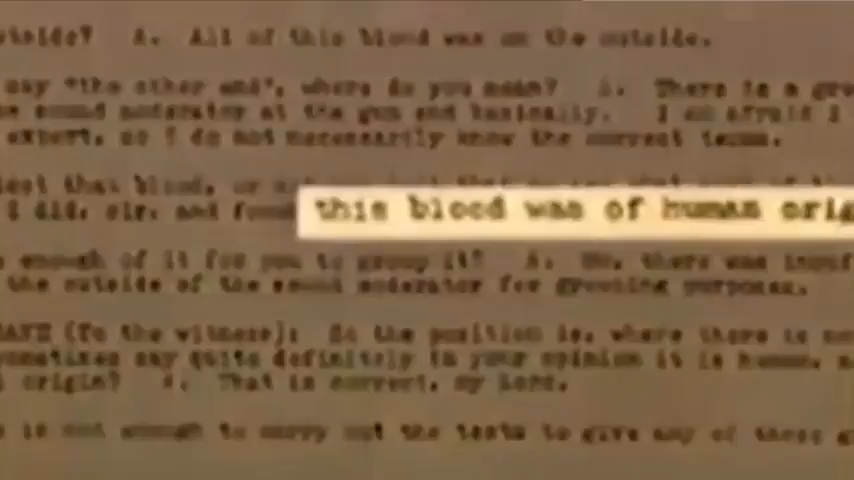 A. All of this blood was on the outside.
say "the other end", where do you mean? A. There is a
sound moderator at the gun end basically. I am afraid I
expert, so I do not necessarily know the correct terms.
that blood, or
I did, sir, and found this blood was of human orig
enough of it for you to group it? A. No, there was insuf
the outside of the sound moderator for grouping purposes.
(To the witness): So the position is, where there is
sometimes say quite definitely in your opinion it is human,
origin? A. That is correct, my Lord.
is not enough to carry out the tests to give any of these